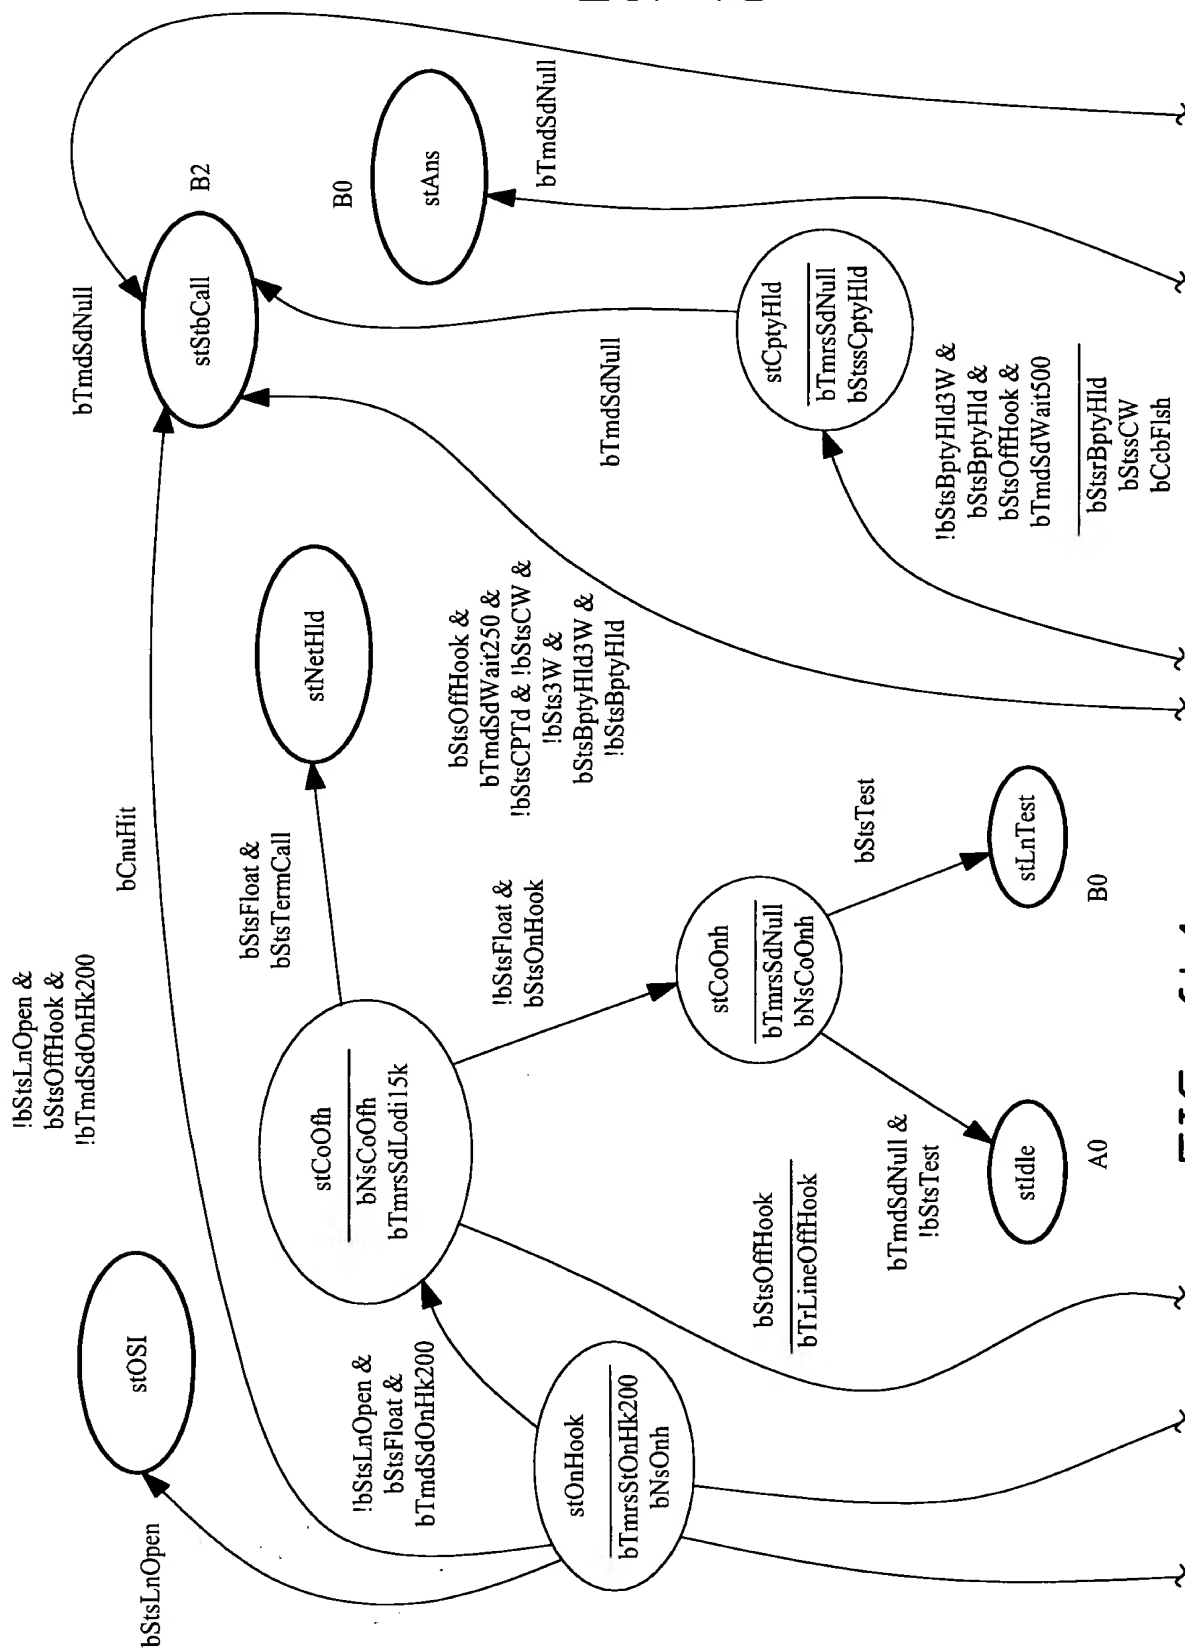 bStsLnOpen
stOSI
!bStsLnOpen &
bStsOffHook &
!bTmdSdOnHk200
bCnuHit
bTmdSdNull
stStbCall
B2
!bStsLnOpen &
bStsFloat &
bTmdSdOnHk200
stCoOfh
bNsCoOfh
bTmrsSdLodi15k
bStsFloat &
bStsTermCall
stNetHld
B0
stAns
bTmdSdNull
stOnHook
bTmrsStOnHk200
bNsOnh
!bStsFloat &
bStsOnHook
bStsOffHook &
bTmdSdWait250 &
!bStsCPTd & !bStsCW &
!bSts3W &
bStsBptyHld3W &
!bStsBptyHld
bTmdSdNull
stCptyHld
bTmrsSdNull
bStssCptyHld
bStsOffHook
bTrLineOffHook
stCoOnh
bTmrsSdNull
bNsCoOnh
bStsTest
bTmdSdNull &
!bStsTest
!bStsBptyHld3W &
bStsBptyHld &
bStsOffHook &
bTmdSdWait500
bStsrBptyHld
bStssCW
bCcbFlsh
stIdle
A0
stLnTest
B0